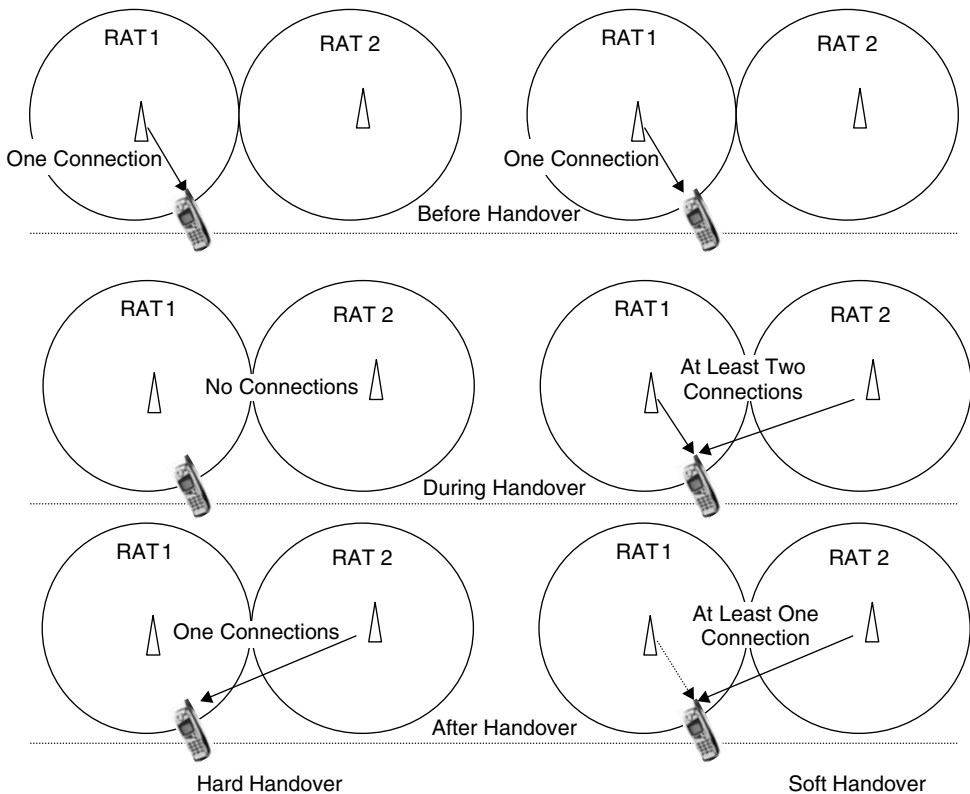 RAT 1
RAT 2
RAT 1
RAT 2
One Connection
One Connection
Before Handover
RAT 1
RAT 2
RAT 1
RAT 2
No Connections
At Least Two
Connections
During Handover
RAT 1
RAT 2
RAT 1
RAT 2
One Connections
At Least One
Connection
After Handover
Hard Handover
Soft Handover